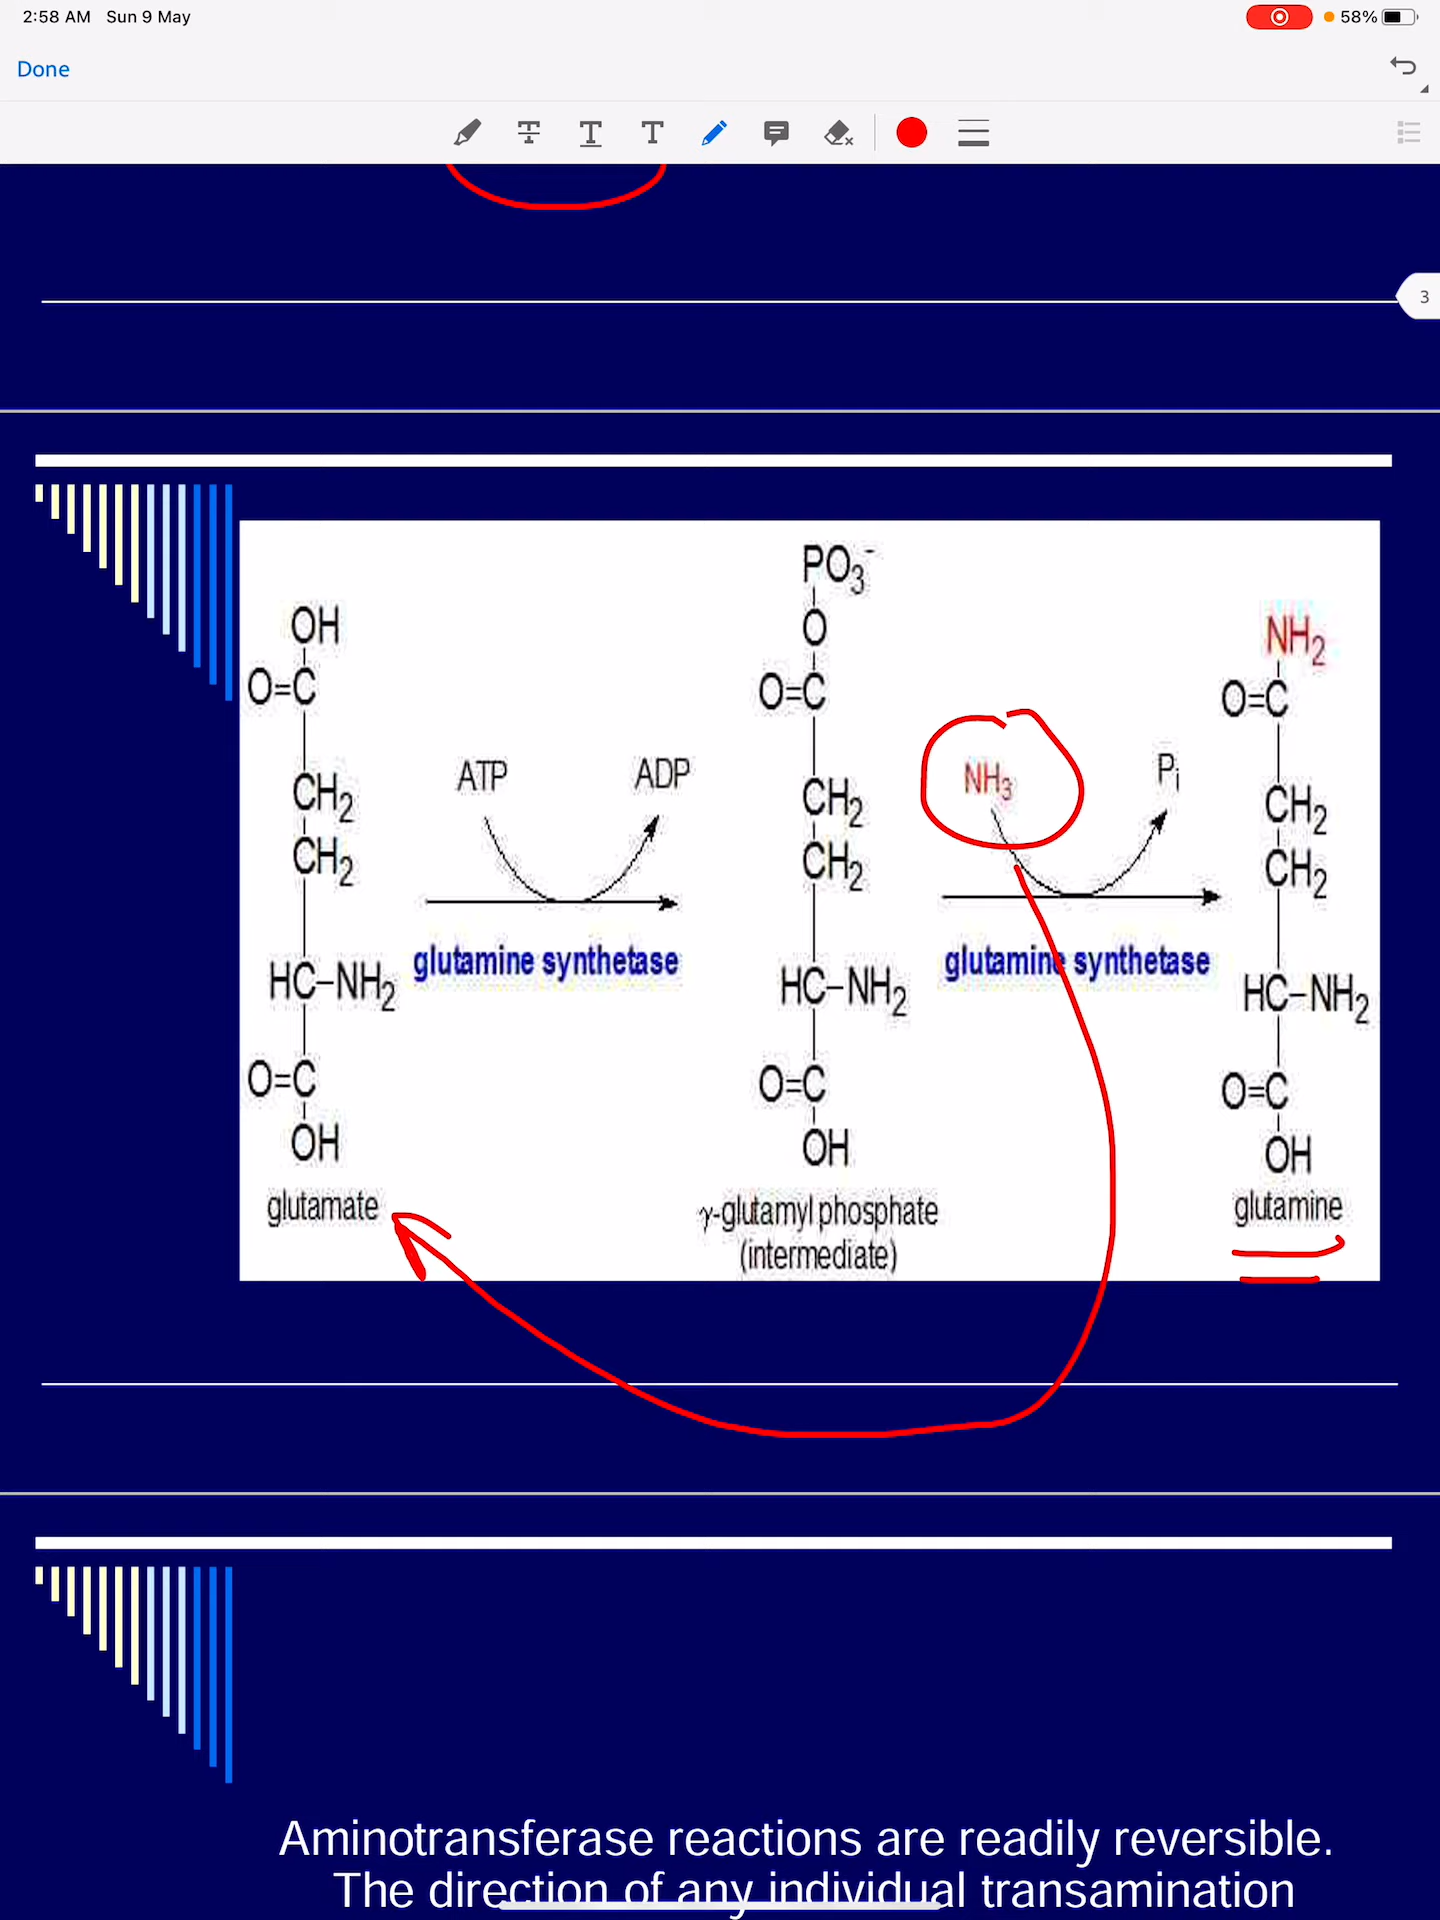 2:58 AM Sun 9 May
58%
Done
T T T
3
PO₃⁻
OH
O
NH₂
O=C
O=C
O=C
ATP
ADP
NH₃
Pᵢ
CH₂
CH₂
CH₂
CH₂
CH₂
CH₂
glutamine synthetase
glutamine synthetase
HC-NH₂
HC-NH₂
HC-NH₂
O=C
O=C
O=C
OH
OH
OH
glutamate
γ-glutamyl phosphate
(intermediate)
glutamine
Aminotransferase reactions are readily reversible.
The direction of any individual transamination